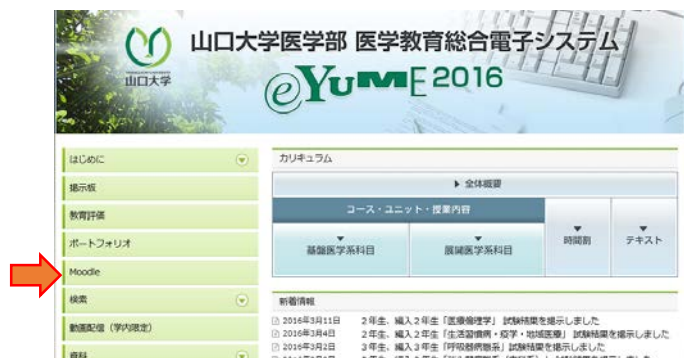 山口大学医学部 医学教育総合電子システム
山口大学
eYUME 2016
はじめに
掲示板
教育評価
ポートフォリオ
Moodle
検索
動画配信（学内限定）
資料
カリキュラム
▶ 全体概要
コース・ユニット・授業内容
基盤医学系科目
展開医学系科目
時間割
テキスト
新着情報
2016年3月11日 2年生、編入2年生「医療倫理学」 試験結果を掲示しました
2016年3月4日 2年生、編入2年生「生活習慣病・疫学・地域医療」 試験結果を掲示しました
2016年3月2日 3年生、編入3年生「呼吸器病態系」試験結果を掲示しました